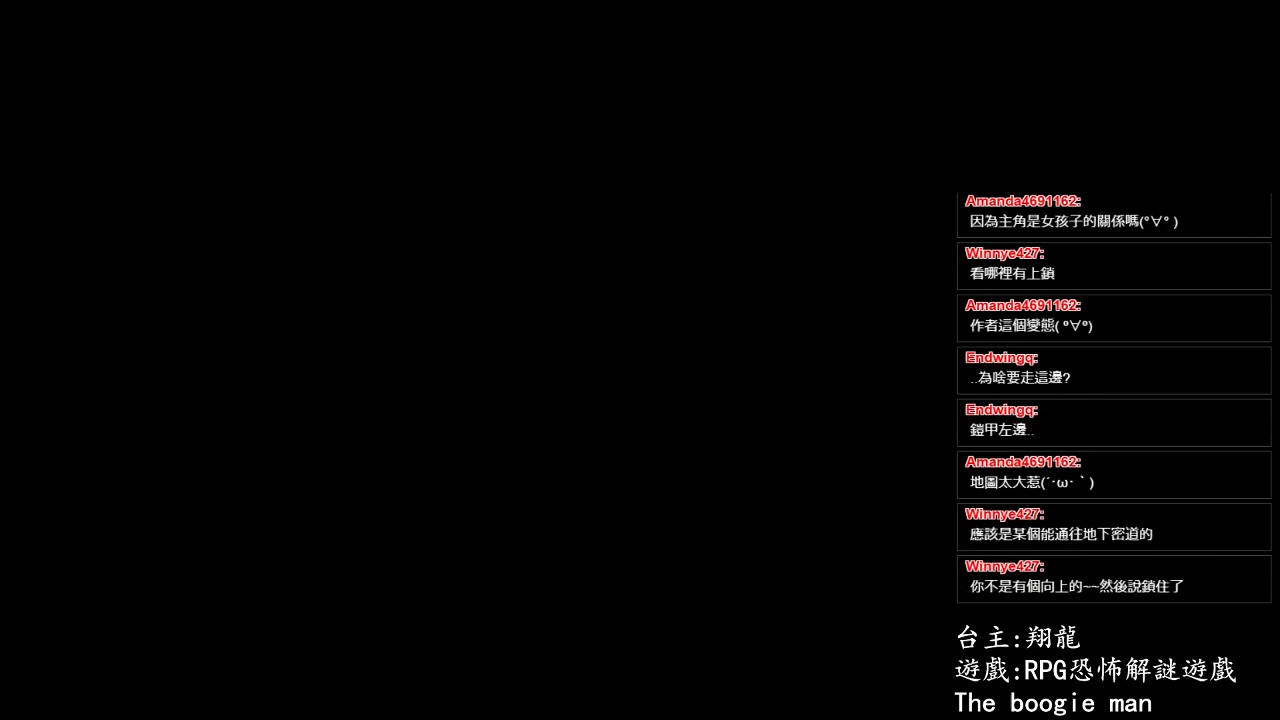 Amanda4691162:
因為主角是女孩子的關係嗎(°∀° )
Winnye427:
看哪裡有上鎖
Amanda4691162:
作者這個變態( °∀°)
Endwingq:
..為啥要走這邊?
Endwingq:
鎧甲左邊..
Amanda4691162:
地圖太大惹(´･ω･｀)
Winnye427:
應該是某個能通往地下密道的
Winnye427:
你不是有個向上的~~然後說鎖住了
台主:翔龍
遊戲:RPG恐怖解謎遊戲
The boogie man